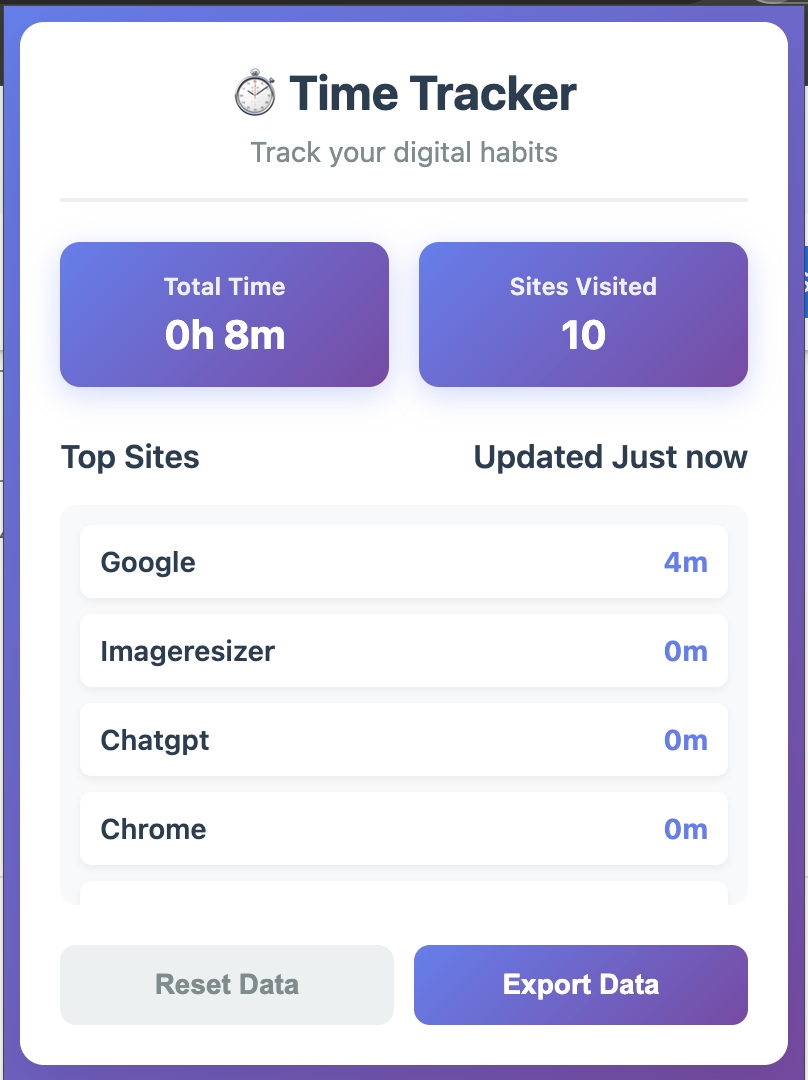 Time Tracker
Track your digital habits
Total Time
0h 8m
Sites Visited
10
Top Sites
Updated Just now
Google 4m
Imageresizer 0m
Chatgpt 0m
Chrome 0m
Reset Data
Export Data